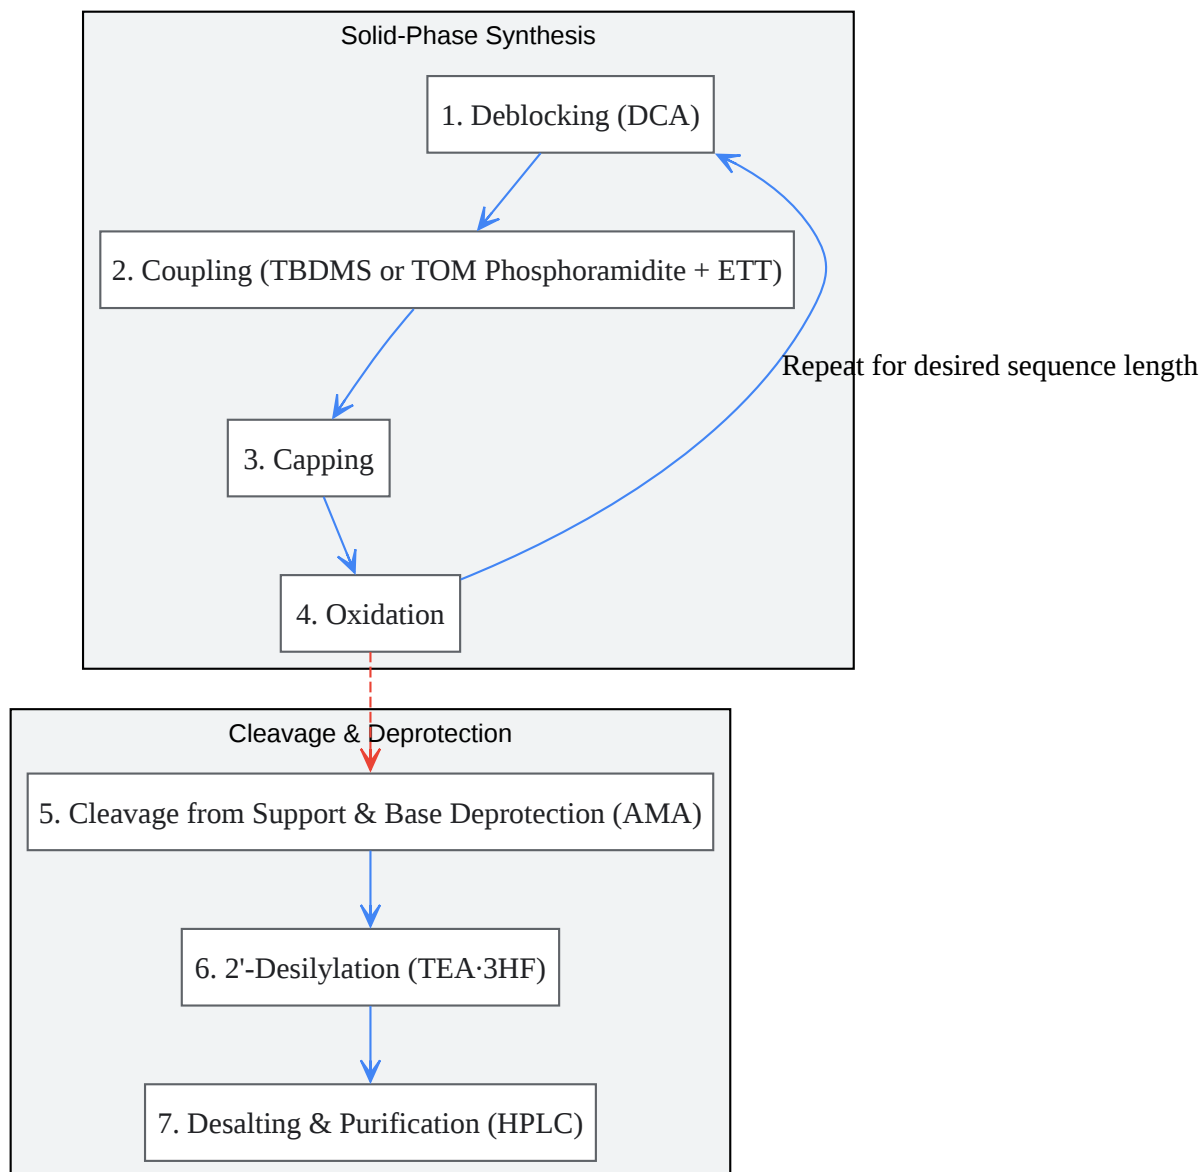 Solid-Phase Synthesis
1. Deblocking (DCA)
2. Coupling (TBDMS or TOM Phosphoramidite + ETT)
Repeat for desired sequence length
3. Capping
4. Oxidation
Cleavage & Deprotection
5. Cleavage from Support & Base Deprotection (AMA)
6. 2'-Desilylation (TEA·3HF)
7. Desalting & Purification (HPLC)